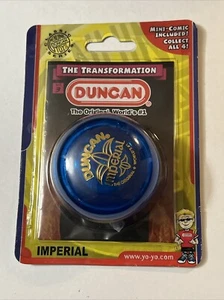 MINI-COMIC
INCLUDED!
COLLECT
ALL 4!
THE TRANSFORMATION
DUNCAN
The Original. World's #1
DUNCAN
Imperial
IMPERIAL
www.yo-yo.com